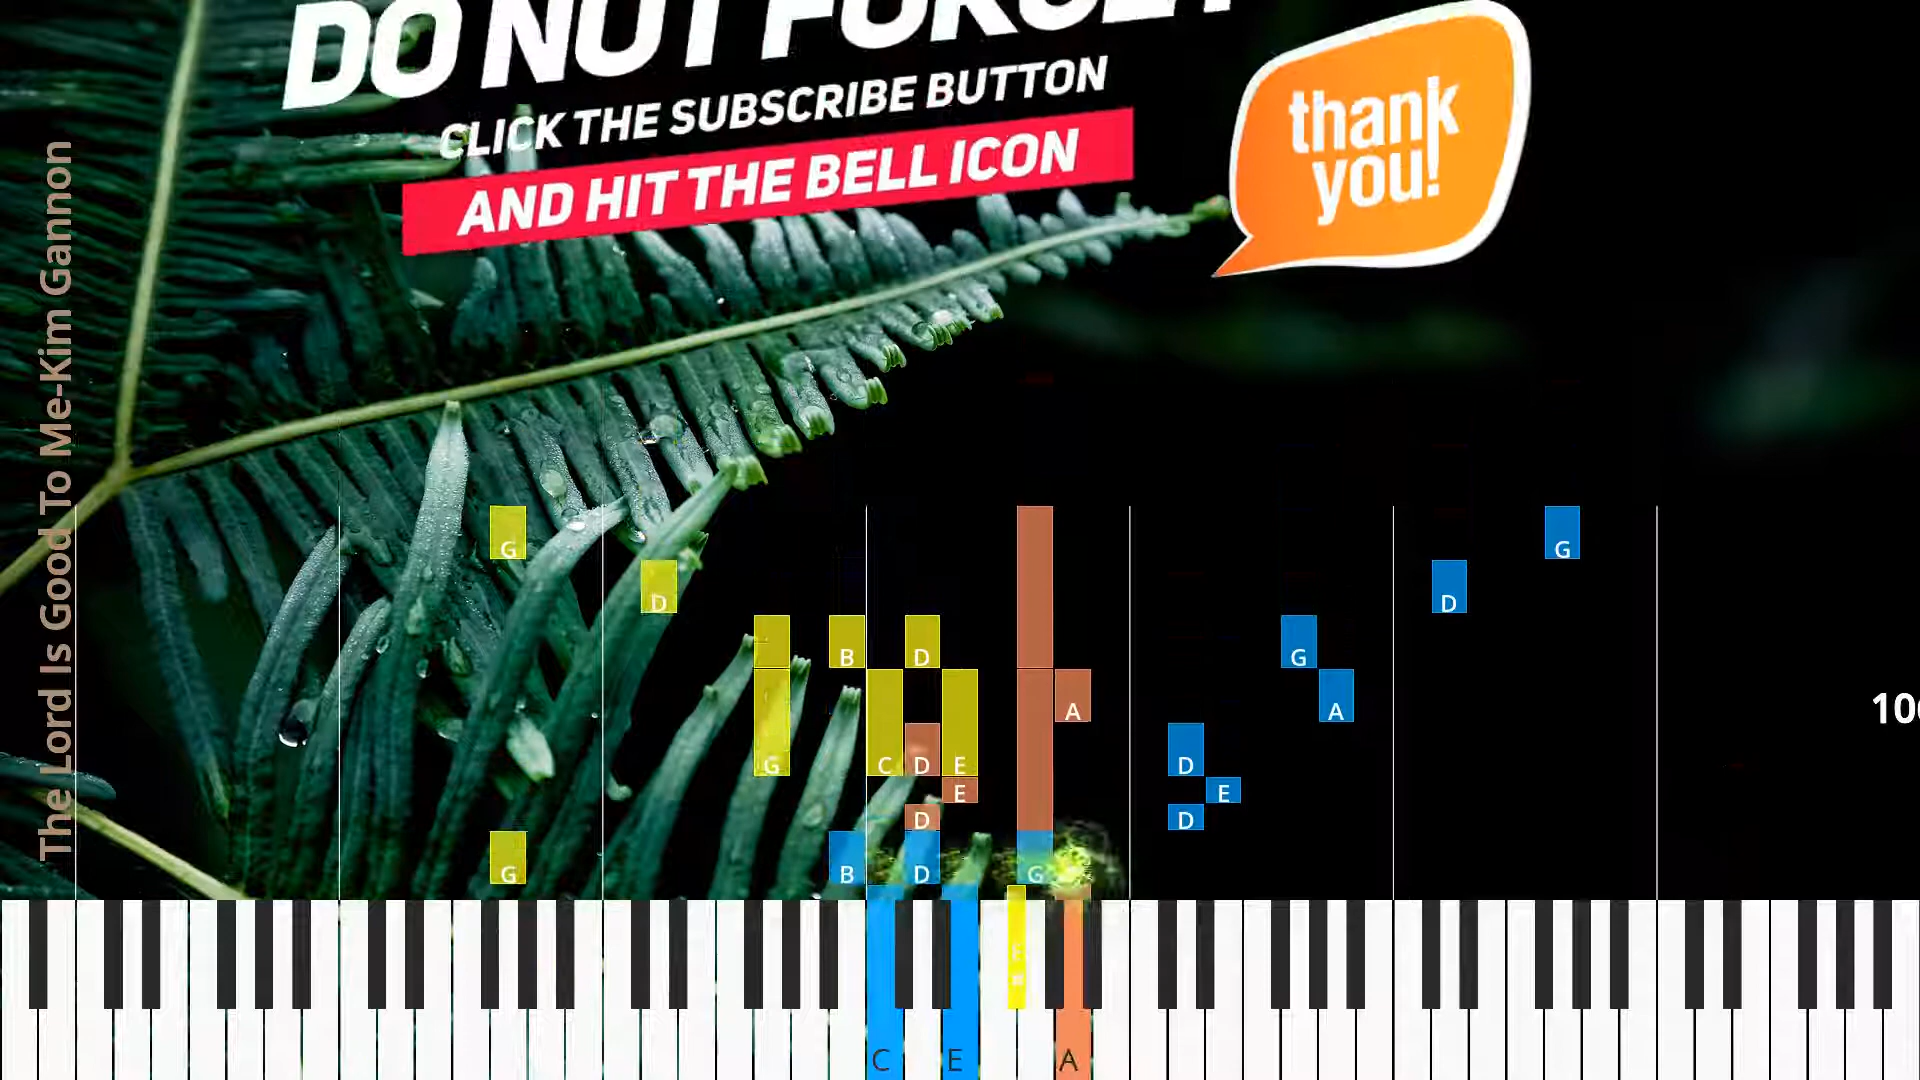 DO NOT FORGET
CLICK THE SUBSCRIBE BUTTON
AND HIT THE BELL ICON
thank
you!
The Lord Is Good To Me-Kim Gannon
G
G
D
D
B
D
G
A
A
G
C
D
E
D
E
E
D
D
G
B
D
G
C
E
A